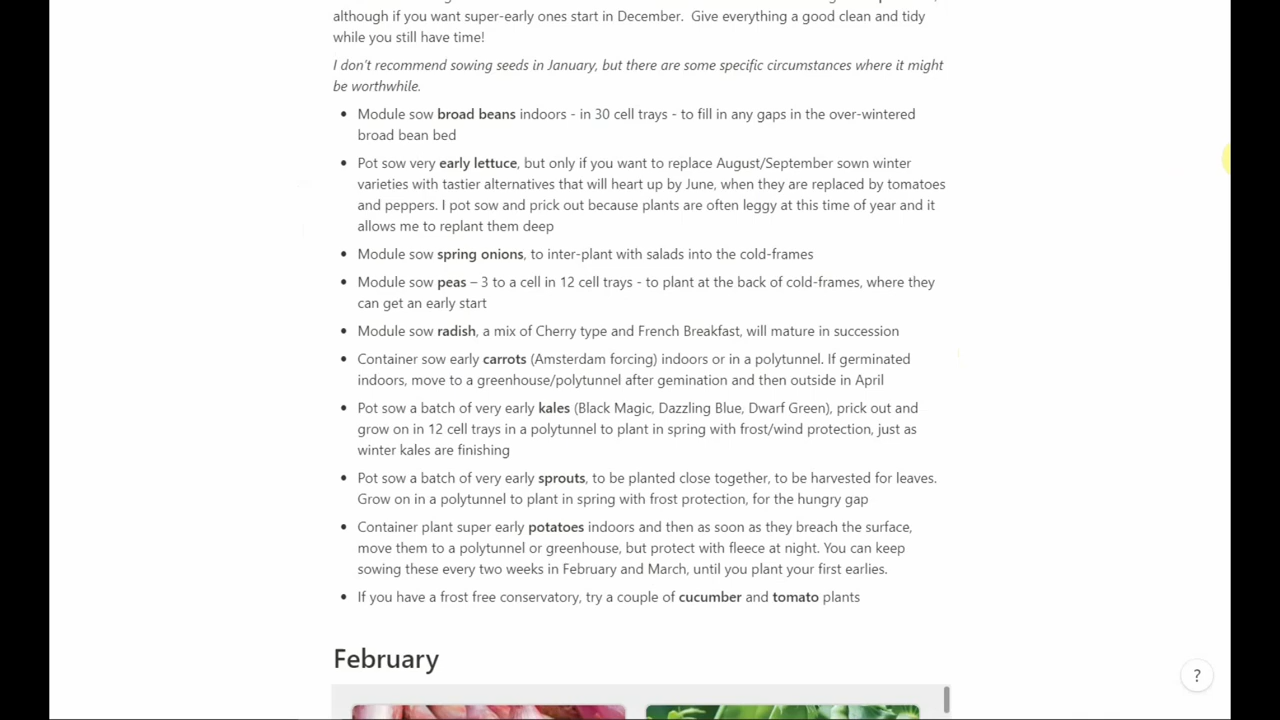 although if you want super-early ones start in December.  Give everything a good clean and tidy
while you still have time!
I don't recommend sowing seeds in January, but there are some specific circumstances where it might
be worthwhile.
• Module sow broad beans indoors - in 30 cell trays - to fill in any gaps in the over-wintered
broad bean bed
• Pot sow very early lettuce, but only if you want to replace August/September sown winter
varieties with tastier alternatives that will heart up by June, when they are replaced by tomatoes
and peppers. I pot sow and prick out because plants are often leggy at this time of year and it
allows me to replant them deep
• Module sow spring onions, to inter-plant with salads into the cold-frames
• Module sow peas – 3 to a cell in 12 cell trays - to plant at the back of cold-frames, where they
can get an early start
• Module sow radish, a mix of Cherry type and French Breakfast, will mature in succession
• Container sow early carrots (Amsterdam forcing) indoors or in a polytunnel. If germinated
indoors, move to a greenhouse/polytunnel after gemination and then outside in April
• Pot sow a batch of very early kales (Black Magic, Dazzling Blue, Dwarf Green), prick out and
grow on in 12 cell trays in a polytunnel to plant in spring with frost/wind protection, just as
winter kales are finishing
• Pot sow a batch of very early sprouts, to be planted close together, to be harvested for leaves.
Grow on in a polytunnel to plant in spring with frost protection, for the hungry gap
• Container plant super early potatoes indoors and then as soon as they breach the surface,
move them to a polytunnel or greenhouse, but protect with fleece at night. You can keep
sowing these every two weeks in February and March, until you plant your first earlies.
• If you have a frost free conservatory, try a couple of cucumber and tomato plants
February
?